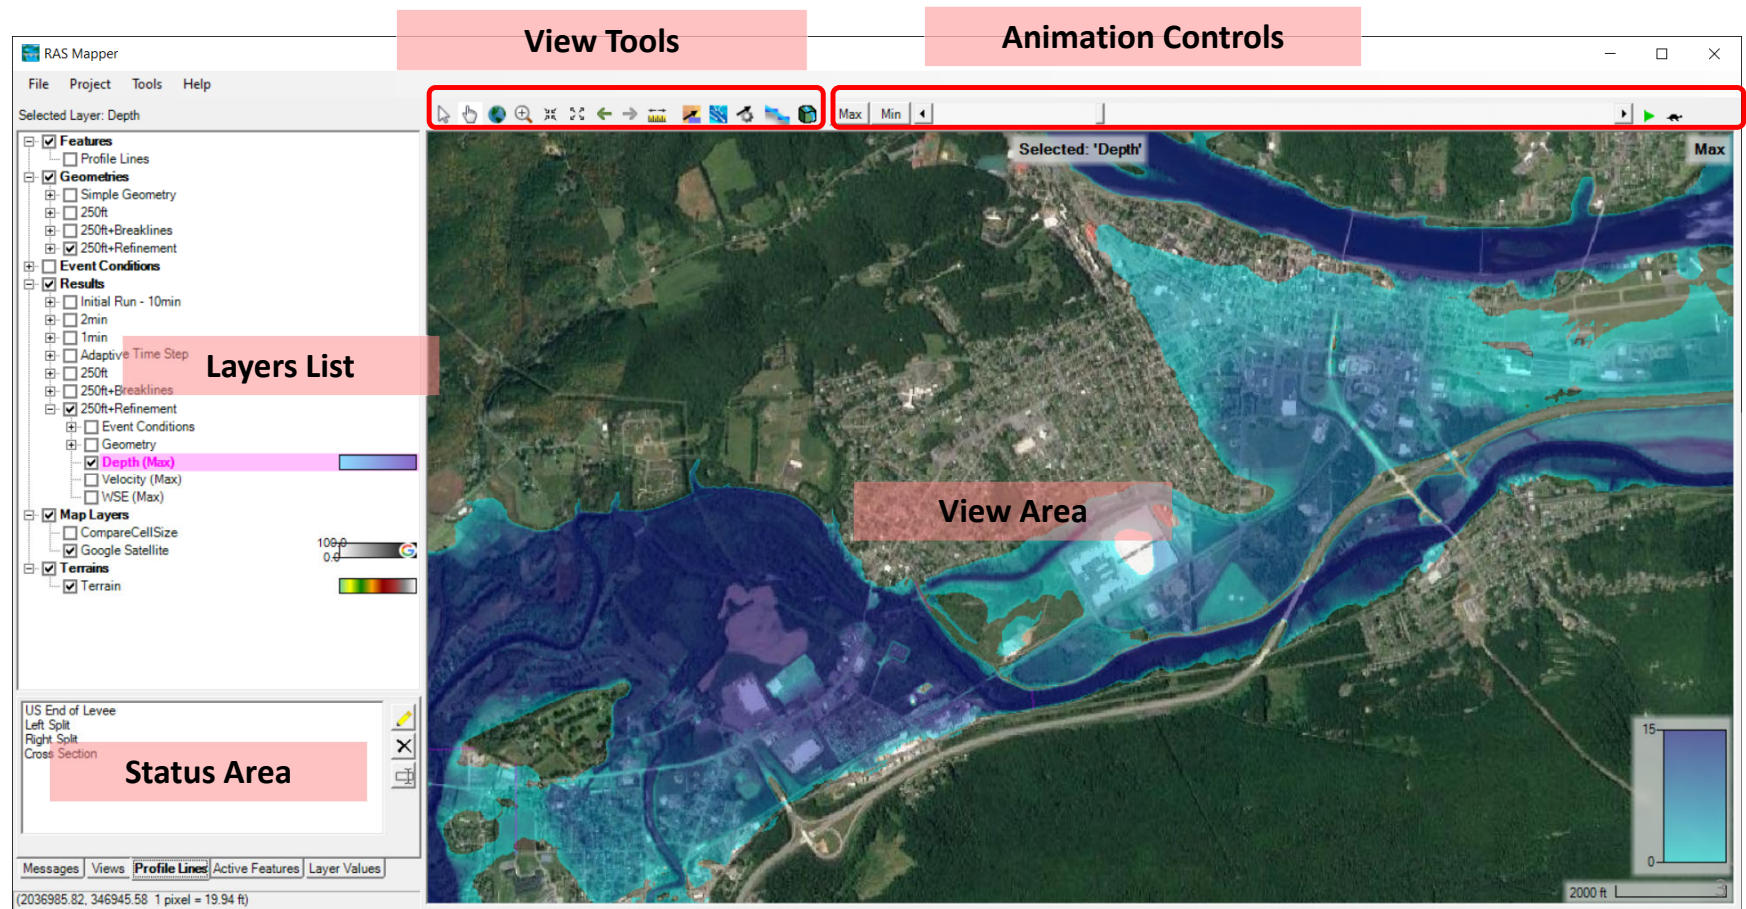 View Tools
Animation Controls
RAS Mapper
File Project Tools Help
Selected Layer: Depth
Max Min
Features
Profile Lines
Geometries
Simple Geometry
250ft
250ft+Breaklines
250ft+Refinement
Event Conditions
Results
Initial Run - 10min
2min
1min
Adaptive Time Step
250ft
250ft+Breaklines
250ft+Refinement
Event Conditions
Geometry
Depth (Max)
Velocity (Max)
WSE (Max)
Map Layers
CompareCellSize
Google Satellite
100.0
0.0
G
Terrains
Terrain
Layers List
Selected: 'Depth'
Max
View Area
US End of Levee
Left Split
Right Split
Cross Section
Status Area
Messages Views Profile Lines Active Features Layer Values
(2036985.82, 346945.58 1 pixel = 19.94 ft)
15
0
2000 ft
3